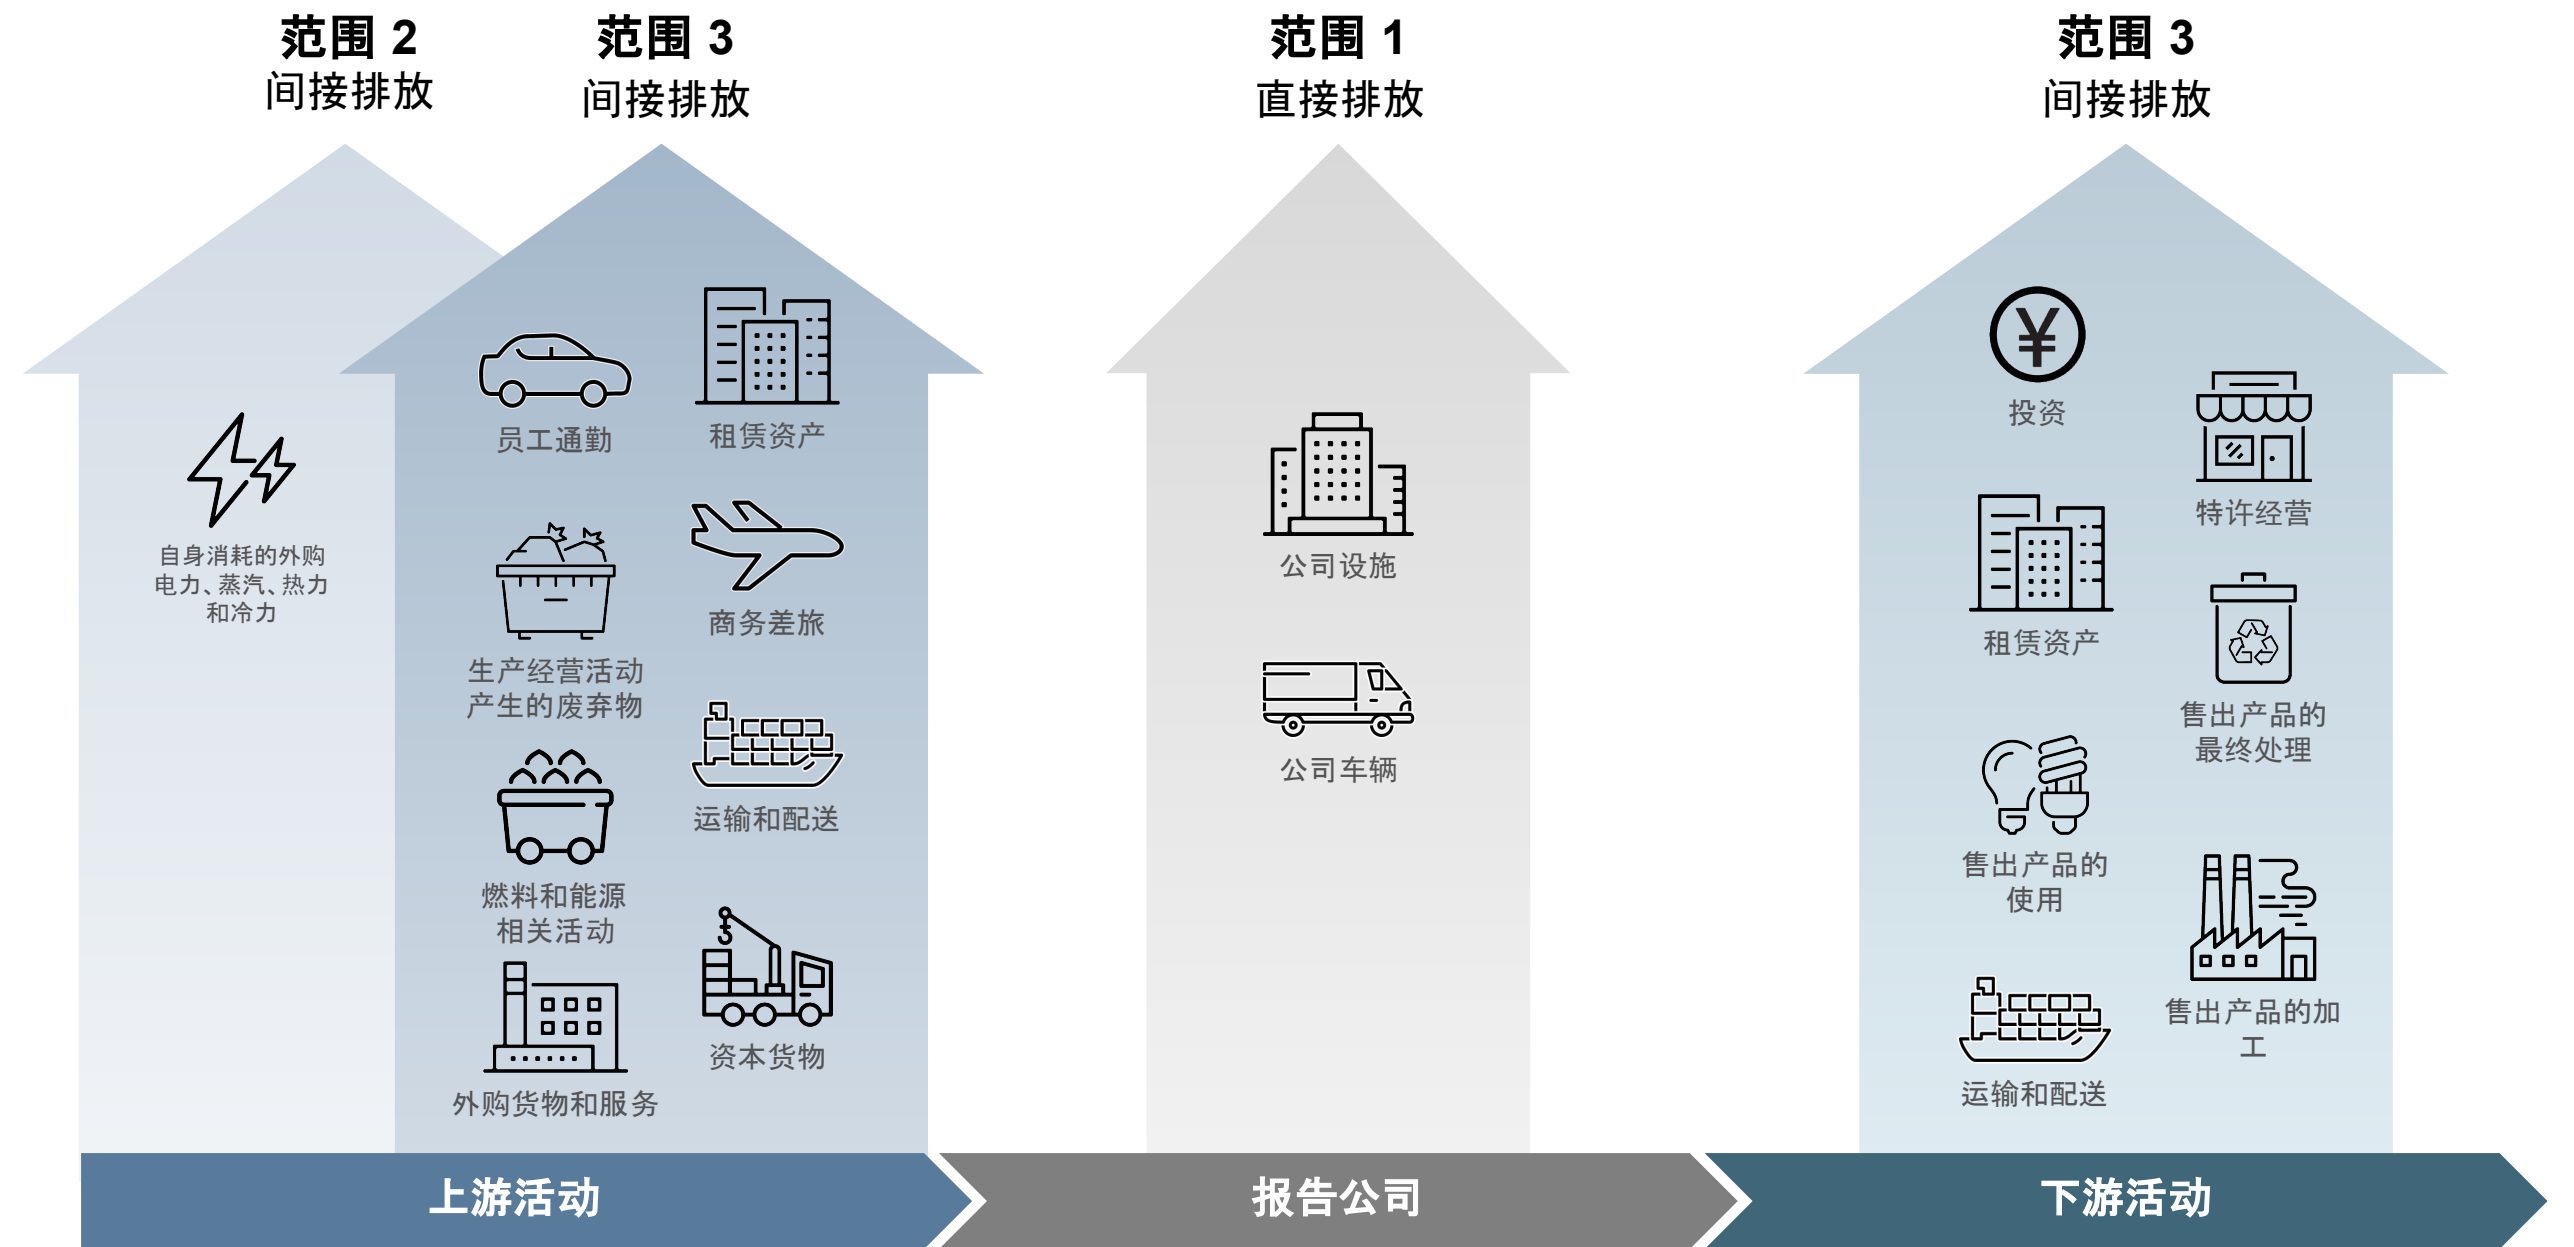 范围 2
间接排放
自身消耗的外购
电力、蒸汽、热力
和冷力
范围 3
间接排放
员工通勤
租赁资产
生产经营活动
产生的废弃物
商务差旅
燃料和能源
相关活动
运输和配送
外购货物和服务
资本货物
上游活动
范围 1
直接排放
公司设施
公司车辆
报告公司
范围 3
间接排放
投资
特许经营
租赁资产
售出产品的
最终处理
售出产品的
使用
售出产品的加
工
运输和配送
下游活动